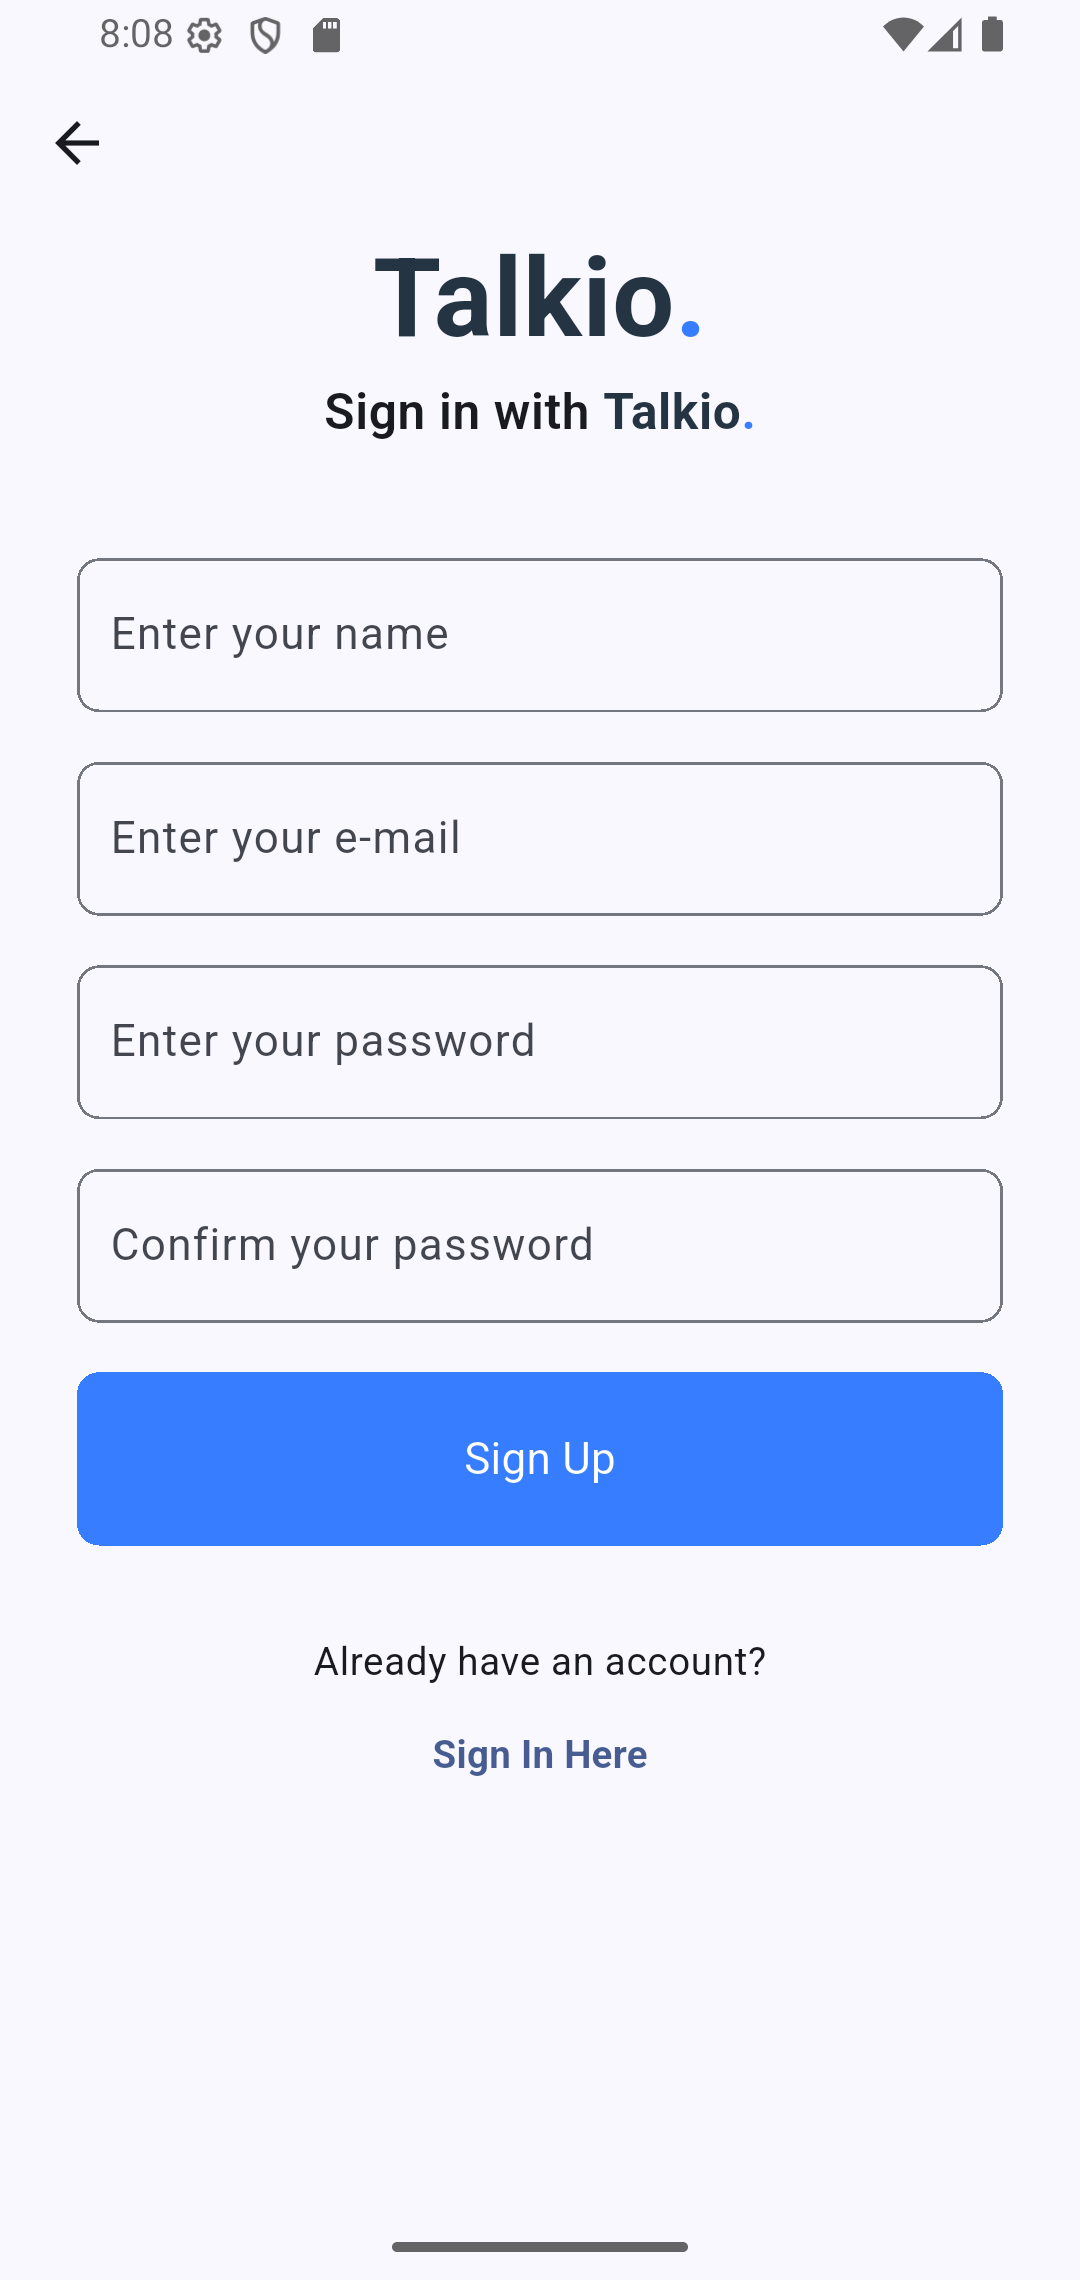 8:08
Talkio.
Sign in with Talkio.
Enter your name
Enter your e-mail
Enter your password
Confirm your password
Sign Up
Already have an account?
Sign In Here